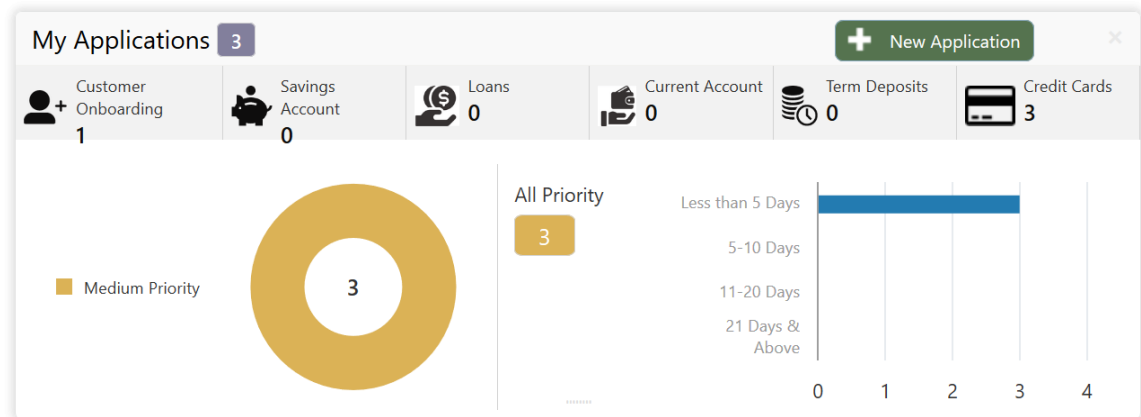 My Applications 3
New Application
Customer
Onboarding
1
Savings
Account
0
Loans
0
Current Account
0
Term Deposits
0
Credit Cards
3
Medium Priority
3
All Priority
3
Less than 5 Days
5-10 Days
11-20 Days
21 Days &
Above
0 1 2 3 4